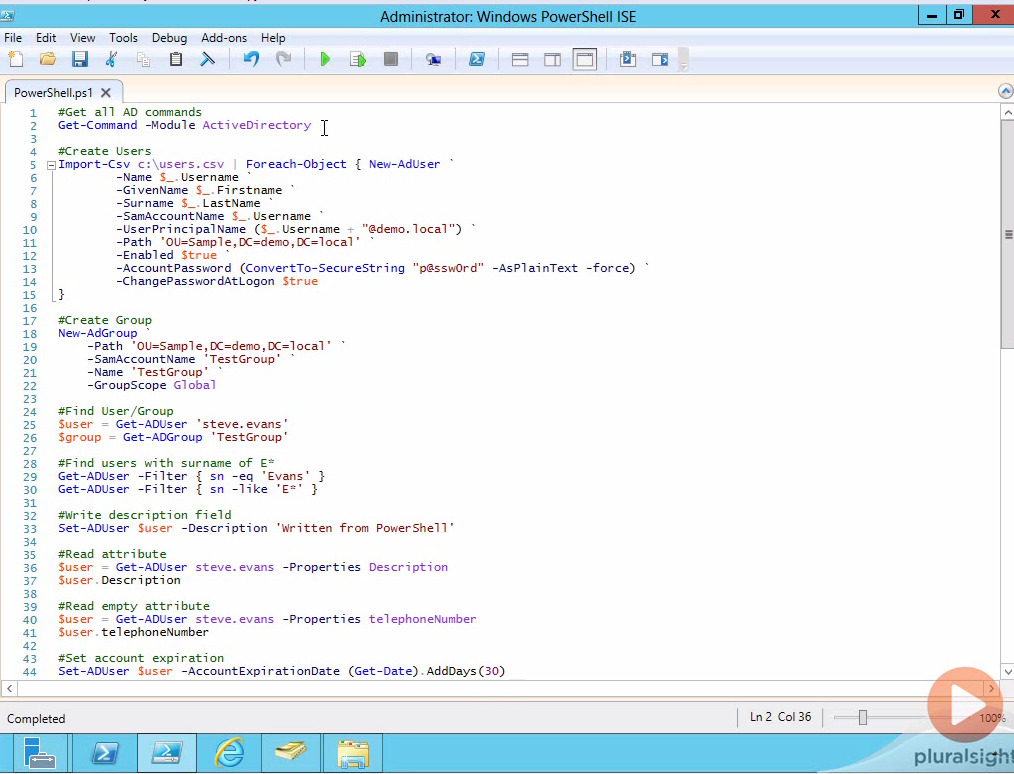 Administrator: Windows PowerShell ISE
File Edit View Tools Debug Add-ons Help
PowerShell.ps1
1 #Get all AD commands
2 Get-Command -Module ActiveDirectory
3
4 #Create Users
5 Import-Csv c:\users.csv | Foreach-Object { New-AdUser `
6 -Name $_.Username `
7 -GivenName $_.Firstname `
8 -Surname $_.LastName `
9 -SamAccountName $_.Username `
10 -UserPrincipalName ($_.Username + "@demo.local") `
11 -Path 'OU=Sample,DC=demo,DC=local' `
12 -Enabled $true `
13 -AccountPassword (ConvertTo-SecureString "p@ssw0rd" -AsPlainText -force) `
14 -ChangePasswordAtLogon $true
15 }
16
17 #Create Group
18 New-AdGroup `
19 -Path 'OU=Sample,DC=demo,DC=local' `
20 -SamAccountName 'TestGroup' `
21 -Name 'TestGroup' `
22 -GroupScope Global
23
24 #Find User/Group
25 $user = Get-ADUser 'steve.evans'
26 $group = Get-ADGroup 'TestGroup'
27
28 #Find users with surname of E*
29 Get-ADUser -Filter { sn -eq 'Evans' }
30 Get-ADUser -Filter { sn -like 'E*' }
31
32 #Write description field
33 Set-ADUser $user -Description 'Written from PowerShell'
34
35 #Read attribute
36 $user = Get-ADUser steve.evans -Properties Description
37 $user.Description
38
39 #Read empty attribute
40 $user = Get-ADUser steve.evans -Properties telephoneNumber
41 $user.telephoneNumber
42
43 #Set account expiration
44 Set-ADUser $user -AccountExpirationDate (Get-Date).AddDays(30)
Completed
Ln 2 Col 36
100%
pluralsight